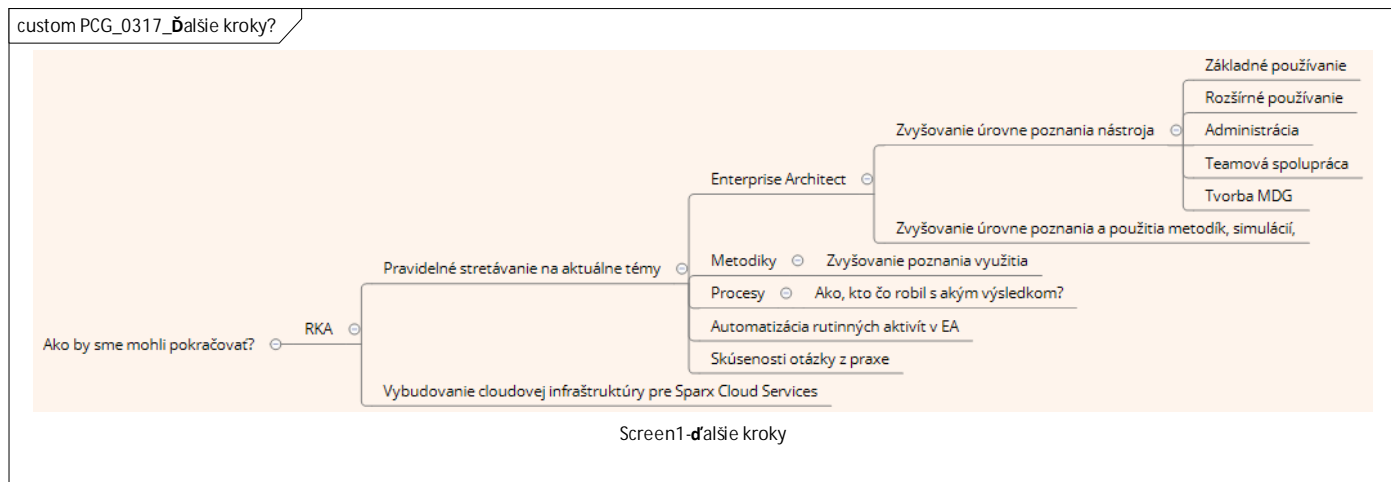 custom PCG_0317_Ďalšie kroky?
Základné používanie
Rozšírné používanie
Zvyšovanie úrovne poznania nástroja
Administrácia
Teamová spolupráca
Tvorba MDG
Enterprise Architect
Zvyšovanie úrovne poznania a použitia metodík, simulácií,
Pravidelné stretávanie na aktuálne témy
Metodiky
Zvyšovanie poznania využitia
Procesy
Ako, kto čo robil s akým výsledkom?
Automatizácia rutinných aktivít v EA
Skúsenosti otázky z praxe
RKA
Ako by sme mohli pokračovať?
Vybudovanie cloudovej infraštruktúry pre Sparx Cloud Services
Screen1-ďalšie kroky